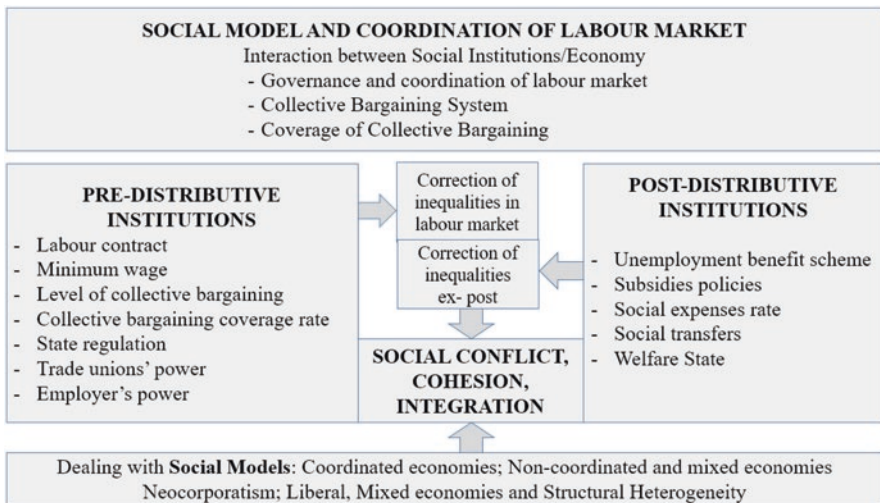 SOCIAL MODEL AND COORDINATION OF LABOUR MARKET
Interaction between Social Institutions/Economy
- Governance and coordination of labour market
- Collective Bargaining System
- Coverage of Collective Bargaining
PRE-DISTRIBUTIVE
INSTITUTIONS
- Labour contract
- Minimum wage
- Level of collective bargaining
- Collective bargaining coverage rate
- State regulation
- Trade unions’ power
- Employer’s power
Correction of
inequalities in
labour market
Correction of
inequalities
ex- post
SOCIAL CONFLICT,
COHESION,
INTEGRATION
POST-DISTRIBUTIVE
INSTITUTIONS
- Unemployment benefit scheme
- Subsidies policies
- Social expenses rate
- Social transfers
- Welfare State
Dealing with Social Models: Coordinated economies; Non-coordinated and mixed economies
Neocorporatism; Liberal, Mixed economies and Structural Heterogeneity